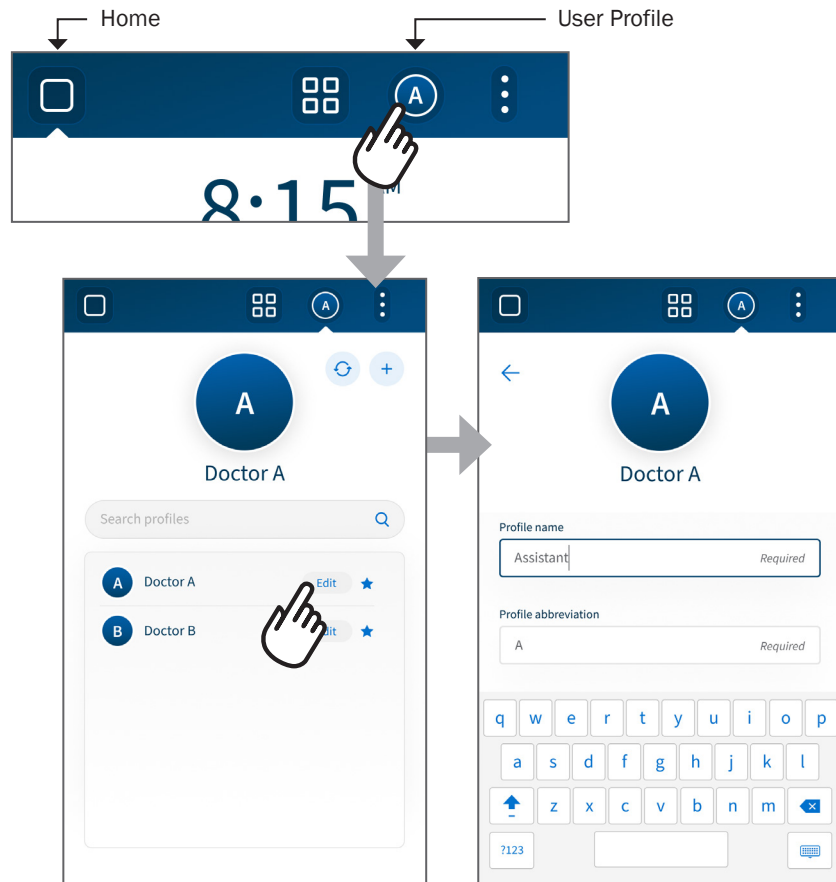 Home
User Profile
A
8:15
A
A
Doctor A
Search profiles
A Doctor A Edit
B Doctor B
A
A
Doctor A
Profile name
Assistant Required
Profile abbreviation
A Required
q w e r t y u i o p
a s d f g h j k l
z x c v b n m
?123